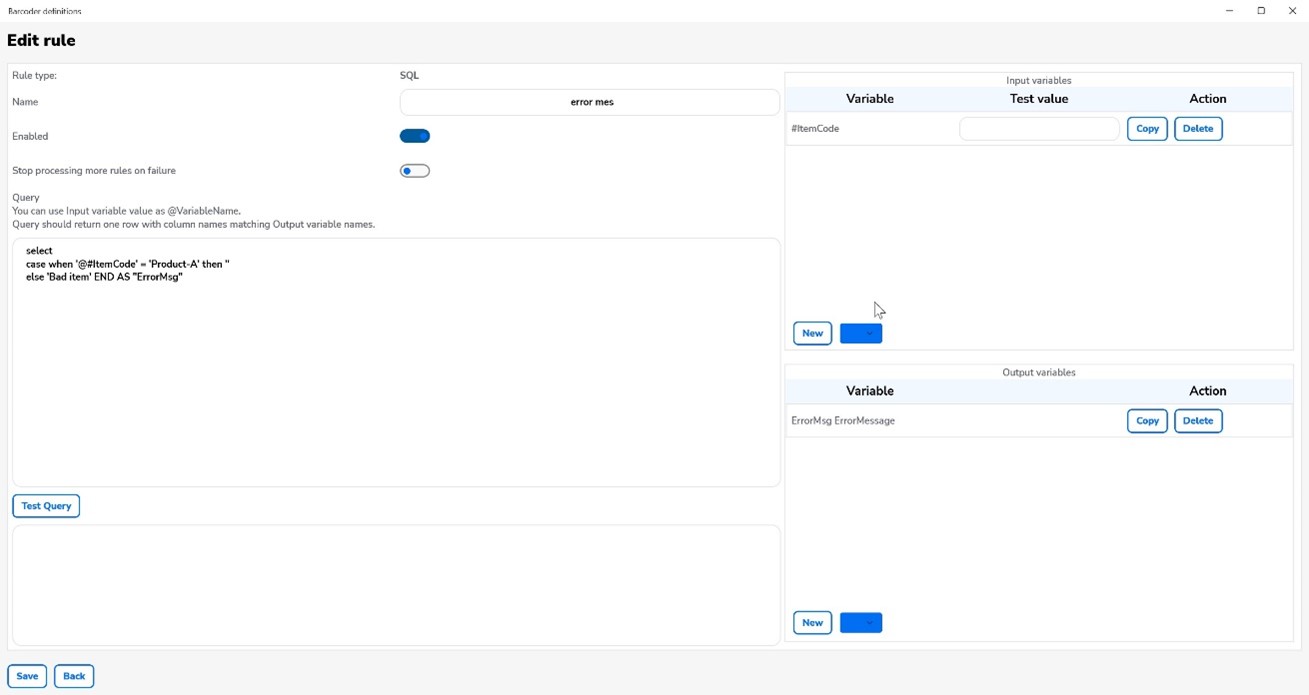 Barcoder definitions
Edit rule
Rule type:
SQL
Name
error mes
Enabled
Stop processing more rules on failure
Query
You can use Input variable value as @VariableName.
Query should return one row with column names matching Output variable names.
select
case when '@#ItemCode' = 'Product-A' then ''
else 'Bad item' END AS "ErrorMsg"
Test Query
Save Back
Input variables
Variable Test value Action
#ItemCode Copy Delete
New
Output variables
Variable Action
ErrorMsg ErrorMessage Copy Delete
New